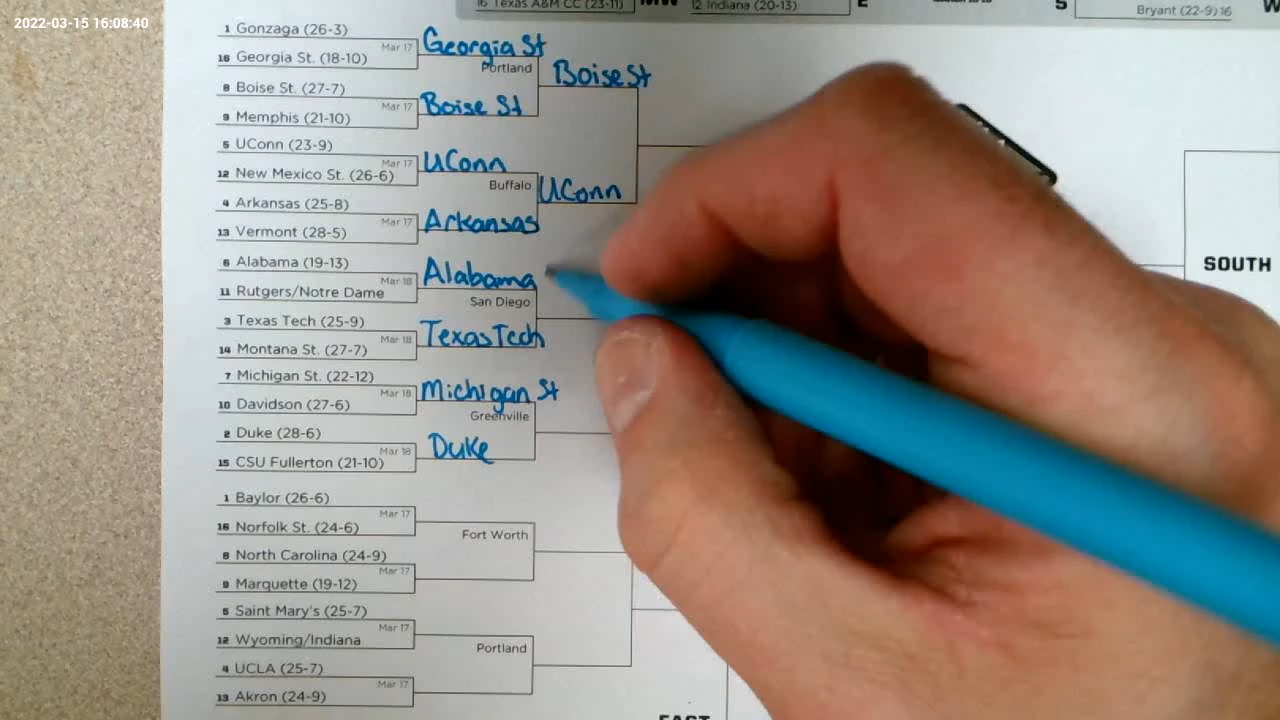 2022-03-15 16:08:40
16 Texas A&M CC (23-11)
MW
12 Indiana (20-13)
E
S
Bryant (22-9) 16
W
1 Gonzaga (26-3)
Mar 17
Georgia St
16 Georgia St. (18-10)
Portland
Boise St
8 Boise St. (27-7)
Mar 17
Boise St
9 Memphis (21-10)
5 UConn (23-9)
Mar 17
UConn
12 New Mexico St. (26-6)
Buffalo
UConn
4 Arkansas (25-8)
Mar 17
Arkansas
13 Vermont (28-5)
6 Alabama (19-13)
Mar 18
Alabama
11 Rutgers/Notre Dame
San Diego
3 Texas Tech (25-9)
Mar 18
Texas Tech
14 Montana St. (27-7)
7 Michigan St. (22-12)
Mar 18
Michigan St
10 Davidson (27-6)
Greenville
2 Duke (28-6)
Mar 18
Duke
15 CSU Fullerton (21-10)
SOUTH
1 Baylor (26-6)
Mar 17
16 Norfolk St. (24-6)
Fort Worth
8 North Carolina (24-9)
Mar 17
9 Marquette (19-12)
5 Saint Mary's (25-7)
Mar 17
12 Wyoming/Indiana
Portland
4 UCLA (25-7)
Mar 17
13 Akron (24-9)
EAST